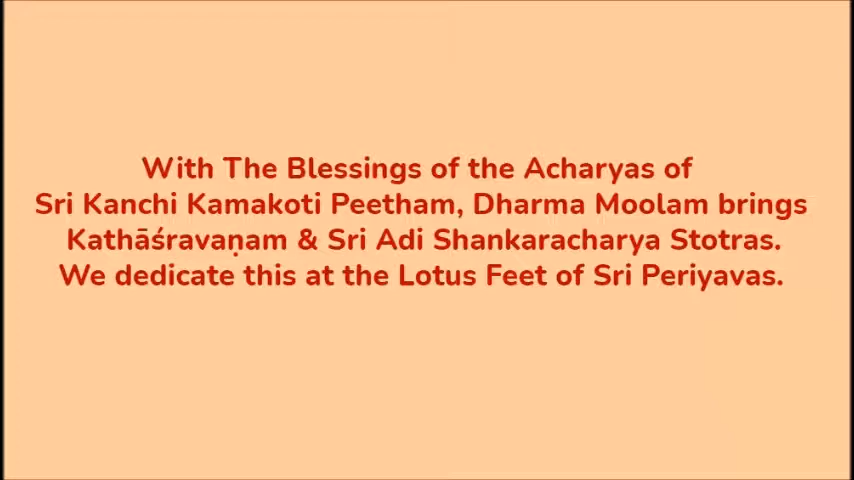 With The Blessings of the Acharyas of
Sri Kanchi Kamakoti Peetham, Dharma Moolam brings
Kathāśravaṇam & Sri Adi Shankaracharya Stotras.
We dedicate this at the Lotus Feet of Sri Periyavas.